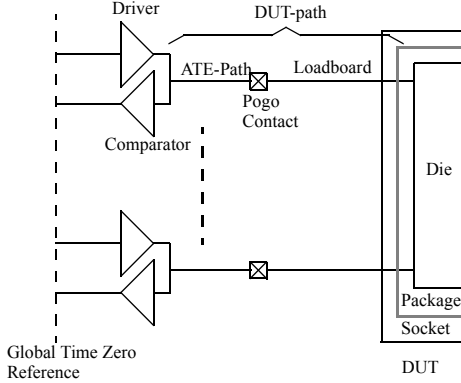 Driver
DUT-path
ATE-Path
Loadboard
Pogo
Contact
Comparator
Die
Package
Socket
Global Time Zero
Reference
DUT